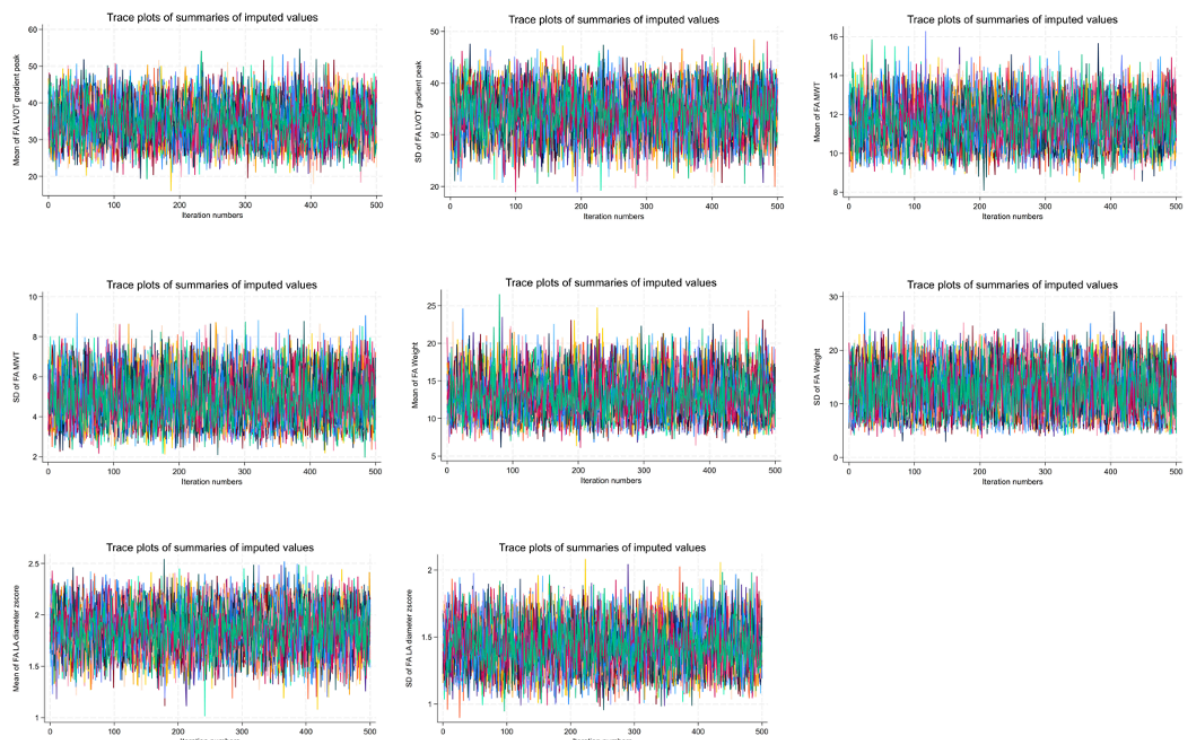 Trace plots of summaries of imputed values
Mean of FA LVOT gradient peak
60
50
40
30
20
0 100 200 300 400 500
Iteration numbers
Trace plots of summaries of imputed values
SD of FA LVOT gradient peak
50
40
30
20
0 100 200 300 400 500
Iteration numbers
Trace plots of summaries of imputed values
Mean of FA MWT
16
14
12
10
8
0 100 200 300 400 500
Iteration numbers
Trace plots of summaries of imputed values
SD of FA MWT
10
8
6
4
2
0 100 200 300 400 500
Iteration numbers
Trace plots of summaries of imputed values
Mean of FA Weight
25
20
15
10
5
0 100 200 300 400 500
Iteration numbers
Trace plots of summaries of imputed values
SD of FA Weight
30
20
10
0
0 100 200 300 400 500
Iteration numbers
Trace plots of summaries of imputed values
Mean of FA LA diameter zscore
2.5
2
1.5
1
0 100 200 300 400 500
Iteration numbers
Trace plots of summaries of imputed values
SD of FA LA diameter zscore
2
1.5
1
0 100 200 300 400 500
Iteration numbers